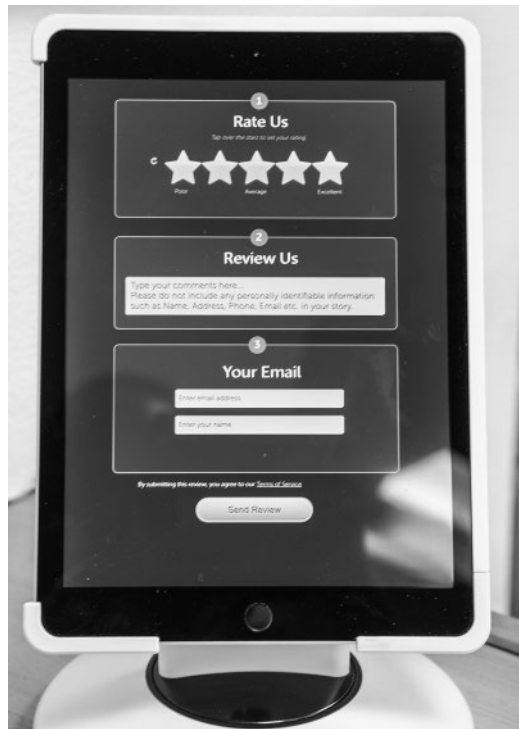 1
Rate Us
Tap over the stars to set your rating
Poor Average Excellent
2
Review Us
Type your comments here...
Please do not include any personally identifiable information
such as Name, Address, Phone, Email etc. in your story.
3
Your Email
Enter email address
Enter your name
By submitting this review, you agree to our Terms of Service
Send Review